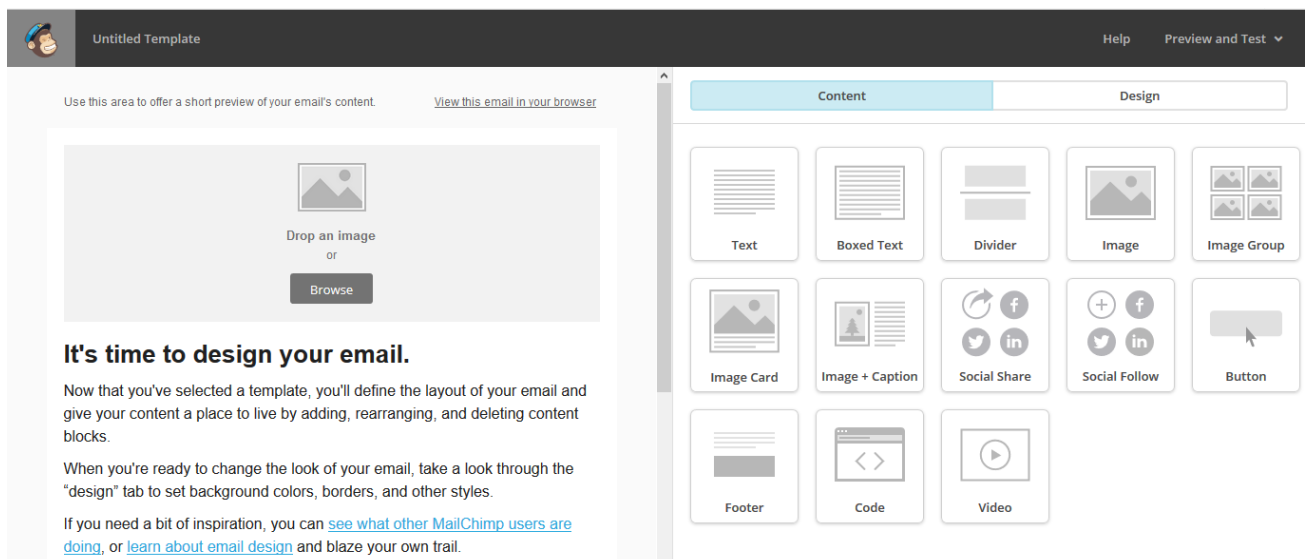 Untitled Template
Help
Preview and Test
Use this area to offer a short preview of your email's content.
View this email in your browser
Drop an image
or
Browse
It's time to design your email.
Now that you've selected a template, you'll define the layout of your email and
give your content a place to live by adding, rearranging, and deleting content
blocks.
When you're ready to change the look of your email, take a look through the
“design” tab to set background colors, borders, and other styles.
If you need a bit of inspiration, you can see what other MailChimp users are
doing, or learn about email design and blaze your own trail.
Content
Design
Text
Boxed Text
Divider
Image
Image Group
Image Card
Image + Caption
Social Share
Social Follow
Button
Footer
Code
Video